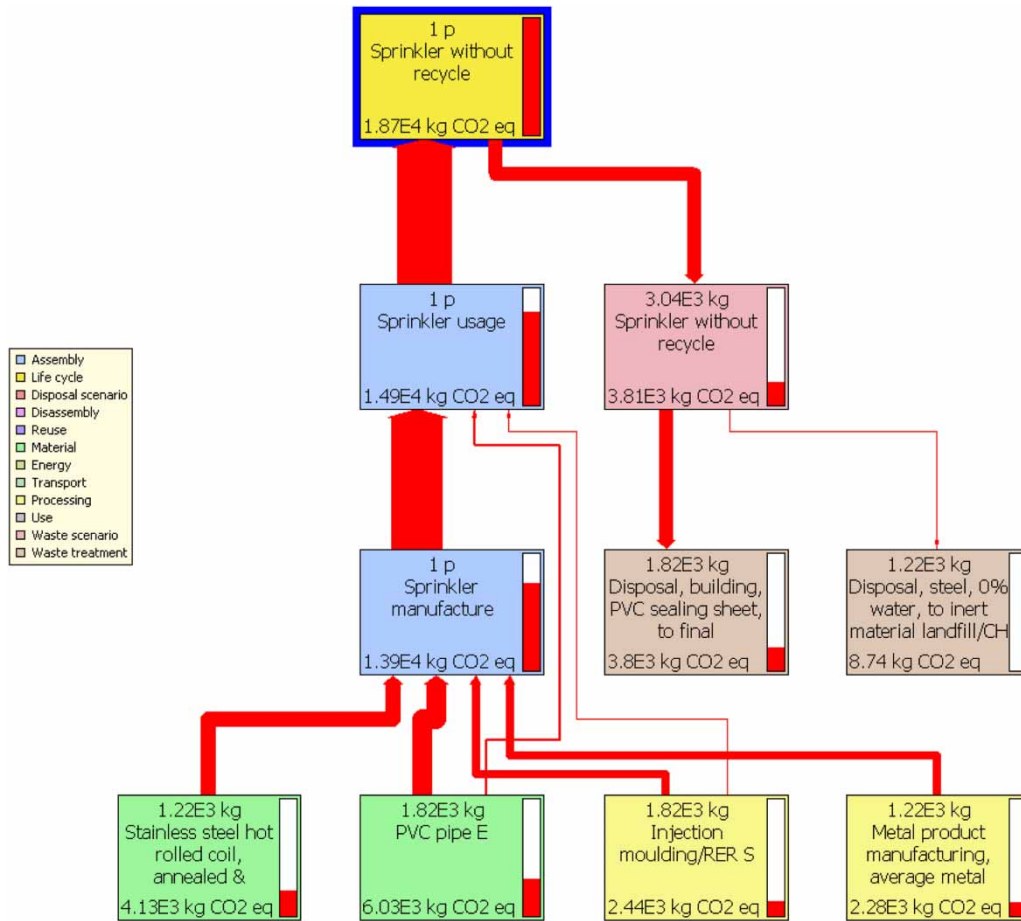 1 p
Sprinkler without
recycle
1.87E4 kg CO2 eq
1 p
Sprinkler usage
1.49E4 kg CO2 eq
3.04E3 kg
Sprinkler without
recycle
3.81E3 kg CO2 eq
Assembly
Life cycle
Disposal scenario
Disassembly
Reuse
Material
Energy
Transport
Processing
Use
Waste scenario
Waste treatment
1 p
Sprinkler
manufacture
1.39E4 kg CO2 eq
1.82E3 kg
Disposal, building,
PVC sealing sheet,
to final
3.8E3 kg CO2 eq
1.22E3 kg
Disposal, steel, 0%
water, to inert
material landfill/CH
8.74 kg CO2 eq
1.22E3 kg
Stainless steel hot
rolled coil,
annealed &
4.13E3 kg CO2 eq
1.82E3 kg
PVC pipe E
6.03E3 kg CO2 eq
1.82E3 kg
Injection
moulding/RER S
2.44E3 kg CO2 eq
1.22E3 kg
Metal product
manufacturing,
average metal
2.28E3 kg CO2 eq